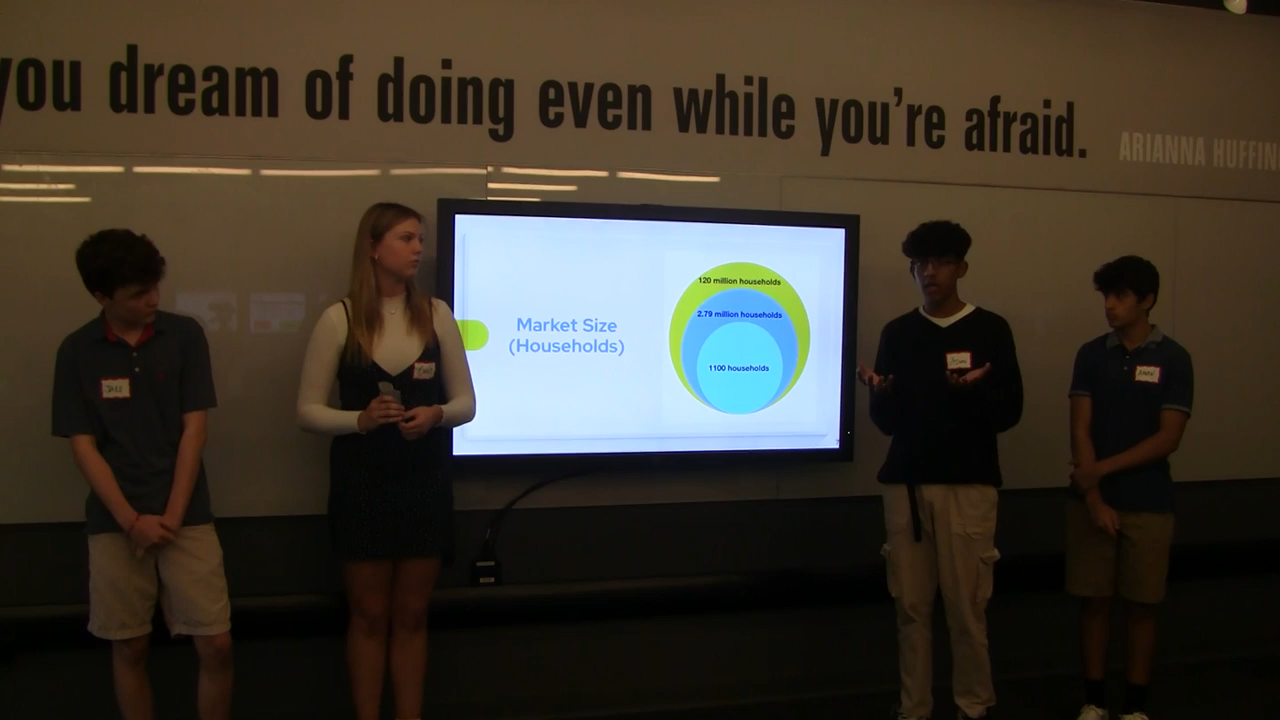 you dream of doing even while you're afraid.
ARIANNA HUFFIN
Market Size
(Households)
120 million households
2.79 million households
1100 households
JAKE